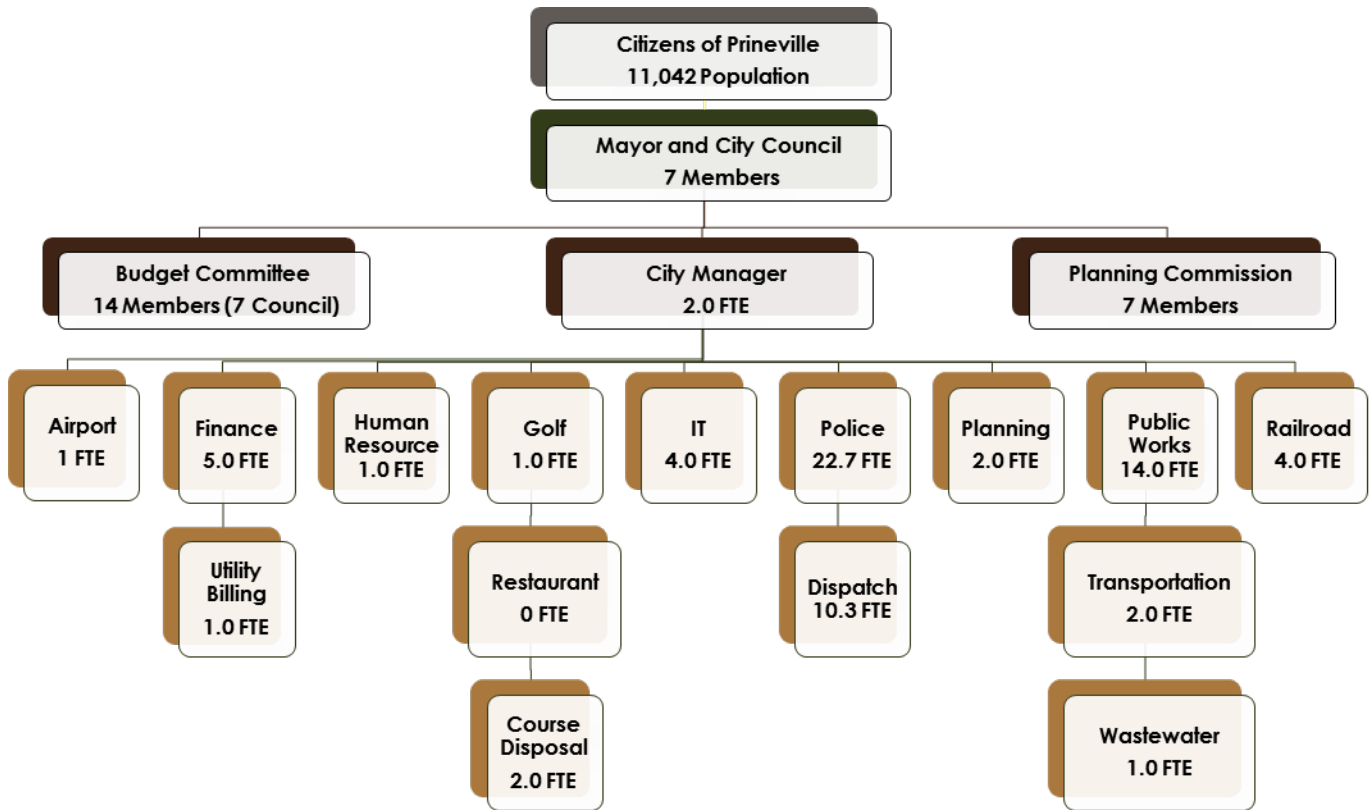 Citizens of Prineville
11,042 Population
Mayor and City Council
7 Members
Budget Committee
14 Members (7 Council)
City Manager
2.0 FTE
Planning Commission
7 Members
Airport
1 FTE
Finance
5.0 FTE
Human
Resource
1.0 FTE
Golf
1.0 FTE
IT
4.0 FTE
Police
22.7 FTE
Planning
2.0 FTE
Public
Works
14.0 FTE
Railroad
4.0 FTE
Utility
Billing
1.0 FTE
Restaurant
0 FTE
Dispatch
10.3 FTE
Transportation
2.0 FTE
Course
Disposal
2.0 FTE
Wastewater
1.0 FTE